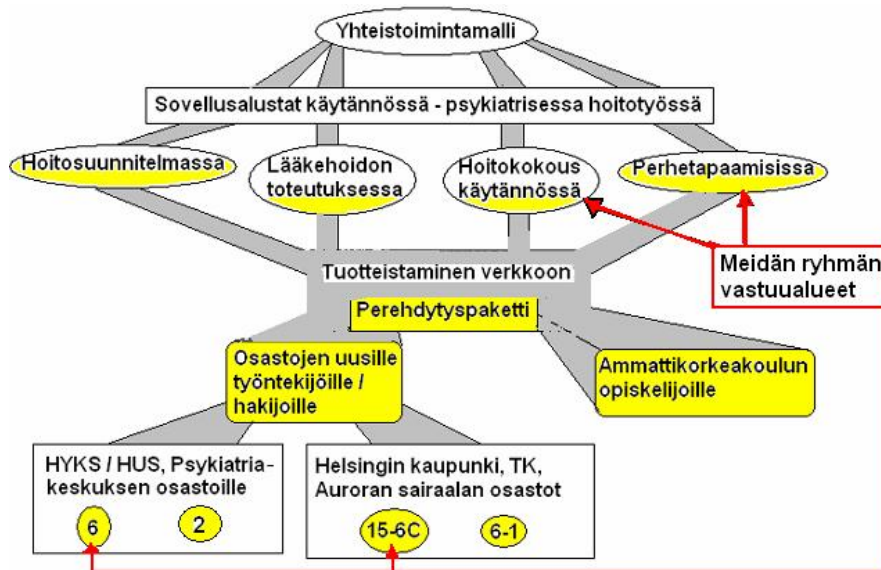 Yhteistoimintamalli
Sovellusalustat käytännössä - psykiatrisessa hoitotyössä
Hoitosuunnitelmassa
Lääkehoidon
toteutuksessa
Hoitokokous
käytännössä
Perhetapaamisissa
Tuotteistaminen verkkoon
Meidän ryhmän
vastuualueet
Perehdytyspaketti
Osastojen uusille
työntekijöille /
hakijoille
Ammattikorkeakoulun
opiskelijoille
HYKS / HUS, Psykiatria-
keskuksen osastoille
6
2
Helsingin kaupunki, TK,
Auroran sairaalan osastot
15-6C
6-1